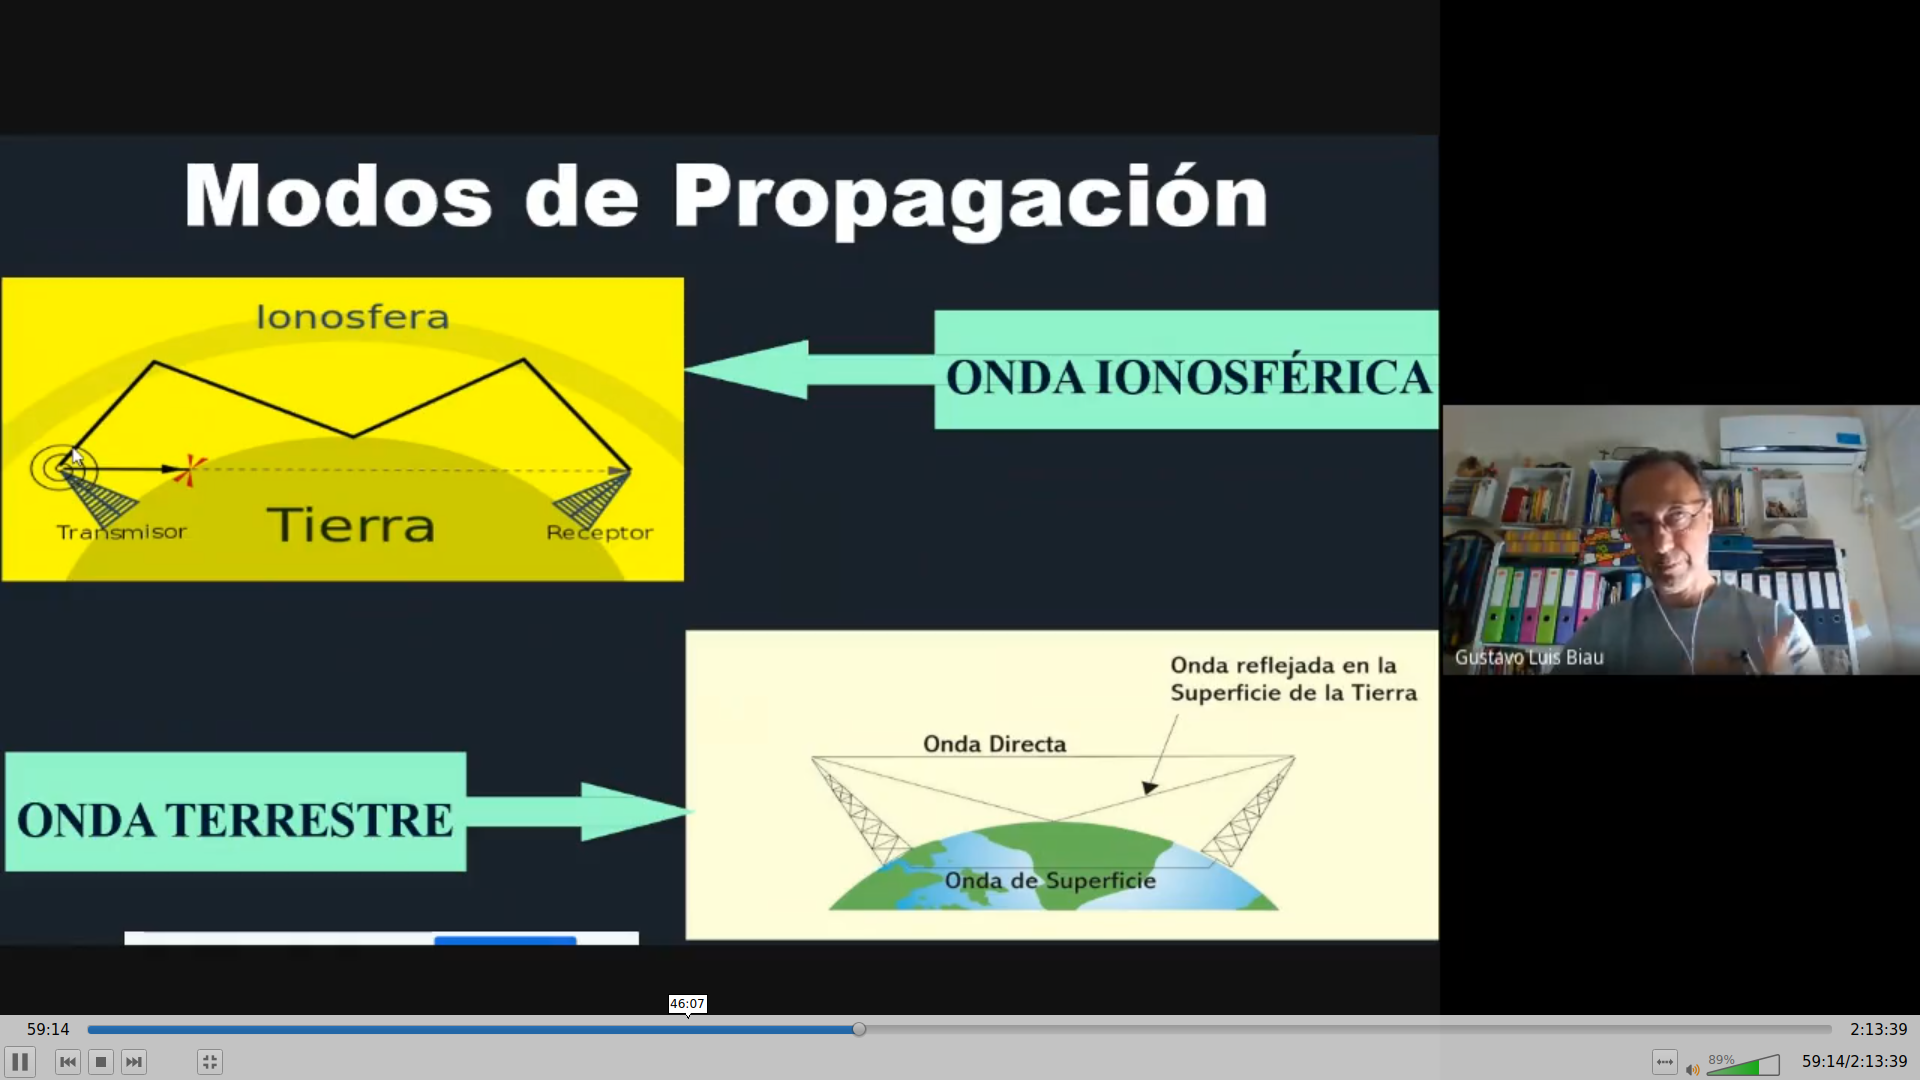 Modos de Propagación
Ionosfera
Transmisor
Tierra
Receptor
ONDA IONOSFÉRICA
ONDA TERRESTRE
Onda reflejada en la
Superficie de la Tierra
Onda Directa
Onda de Superficie
Gustavo Luis Biau
46:07
59:14
2:13:39
89%
59:14/2:13:39